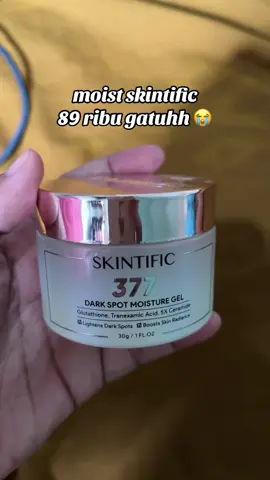 moist skintific
89 ribu gatuhh 😭
SKINTIFIC
377
DARK SPOT MOISTURE GEL
Glutathione, Tranexamic Acid, 5X Ceramide
☑ Lightens Dark Spots ☑ Boosts Skin Radiance
30g / 1 FL.OZ